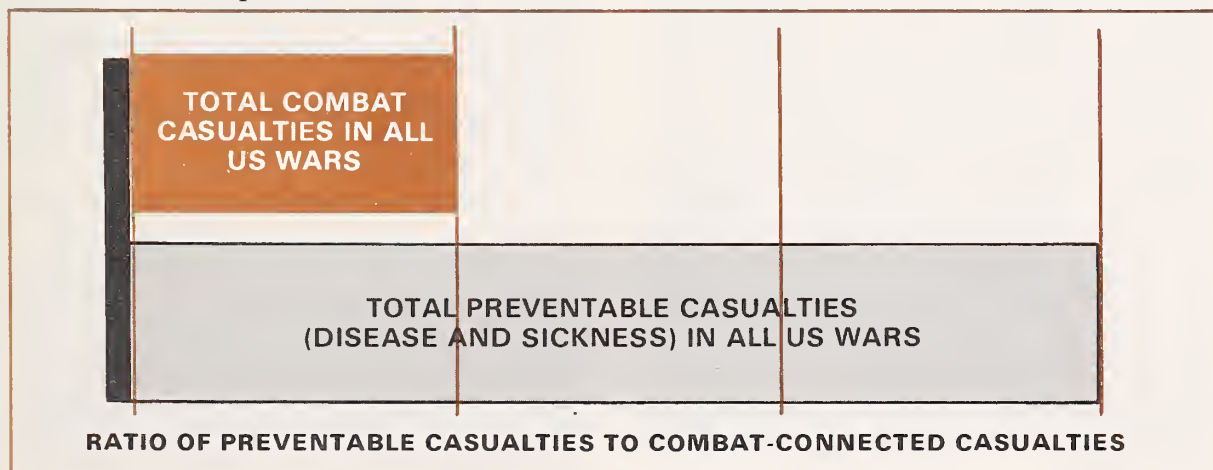 TOTAL COMBAT
CASUALTIES IN ALL
US WARS
TOTAL PREVENTABLE CASUALTIES
(DISEASE AND SICKNESS) IN ALL US WARS
RATIO OF PREVENTABLE CASUALTIES TO COMBAT-CONNECTED CASUALTIES